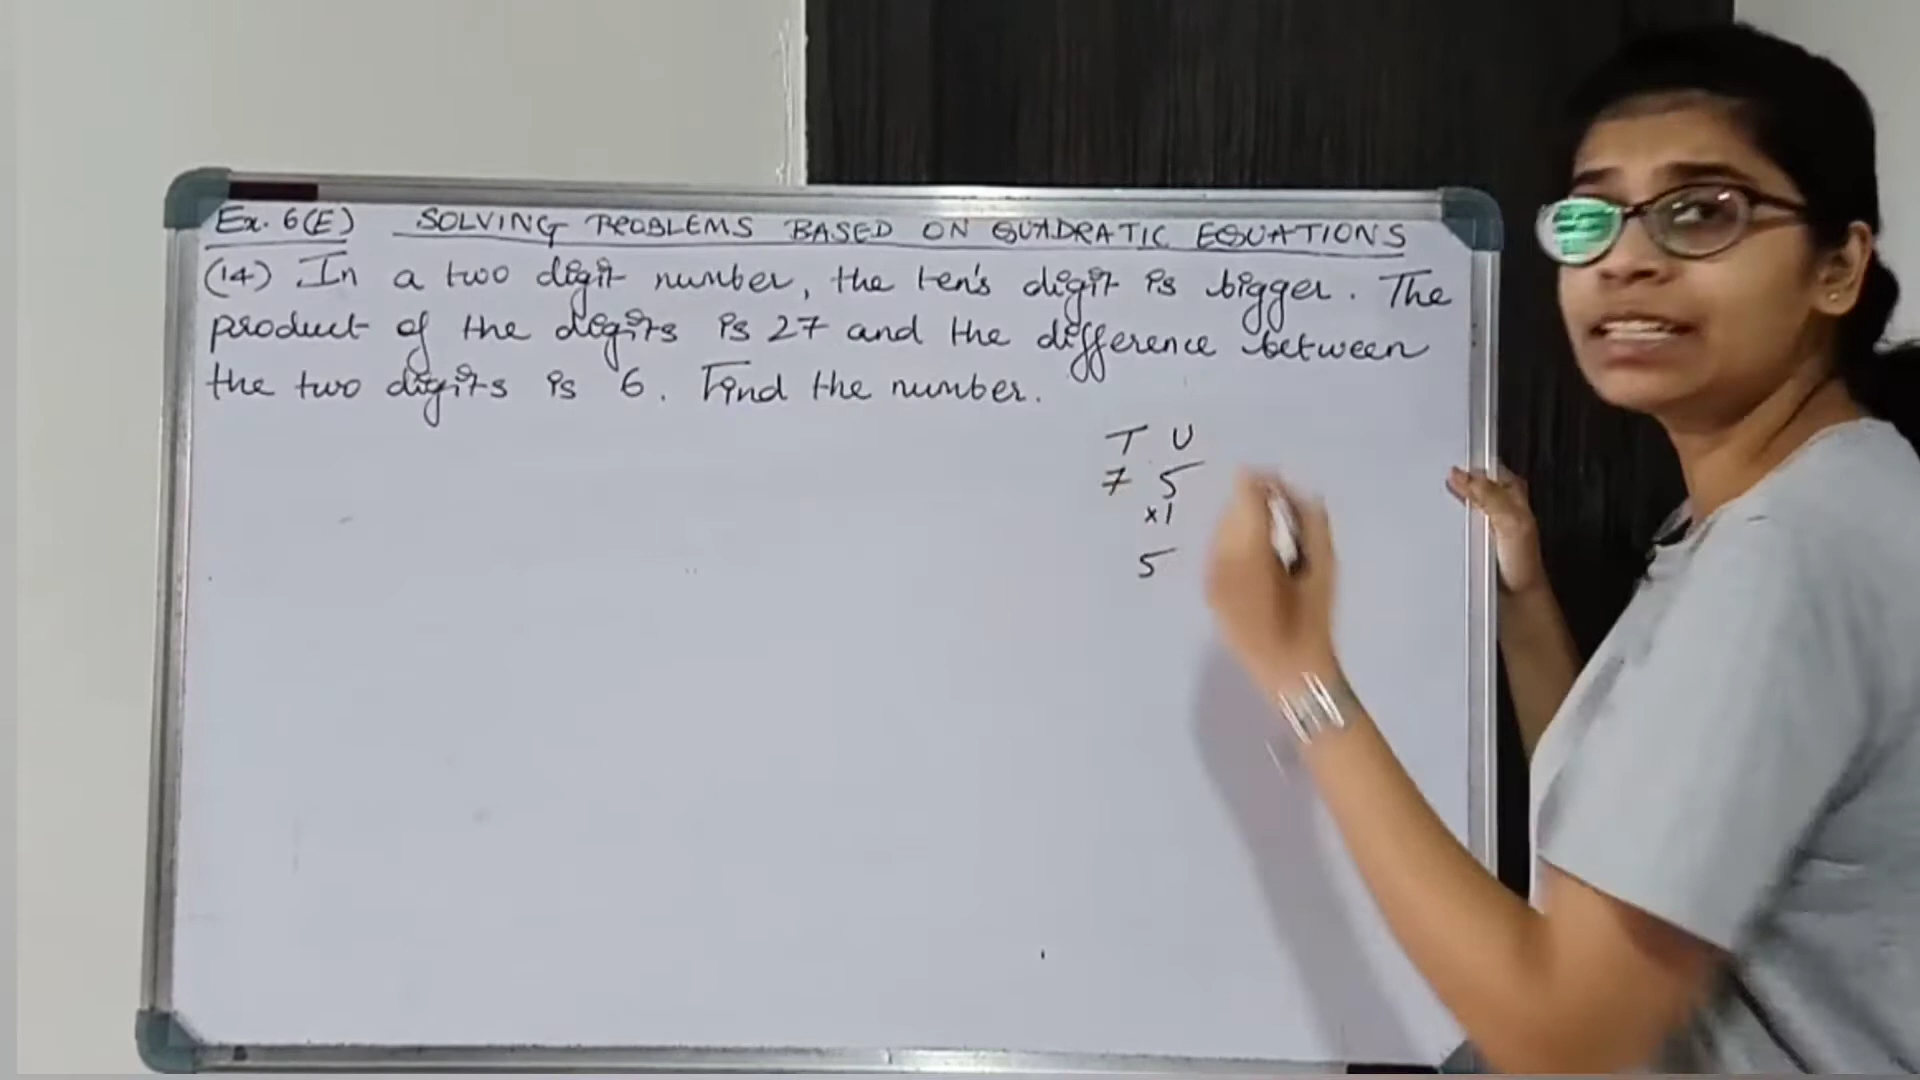 Ex. 6(E) SOLVING PROBLEMS BASED ON QUADRATIC EQUATIONS
(14) In a two digit number, the ten's digit is bigger. The
product of the digits is 27 and the difference between
the two digits is 6. Find the number.
T U
7 5
×1
5